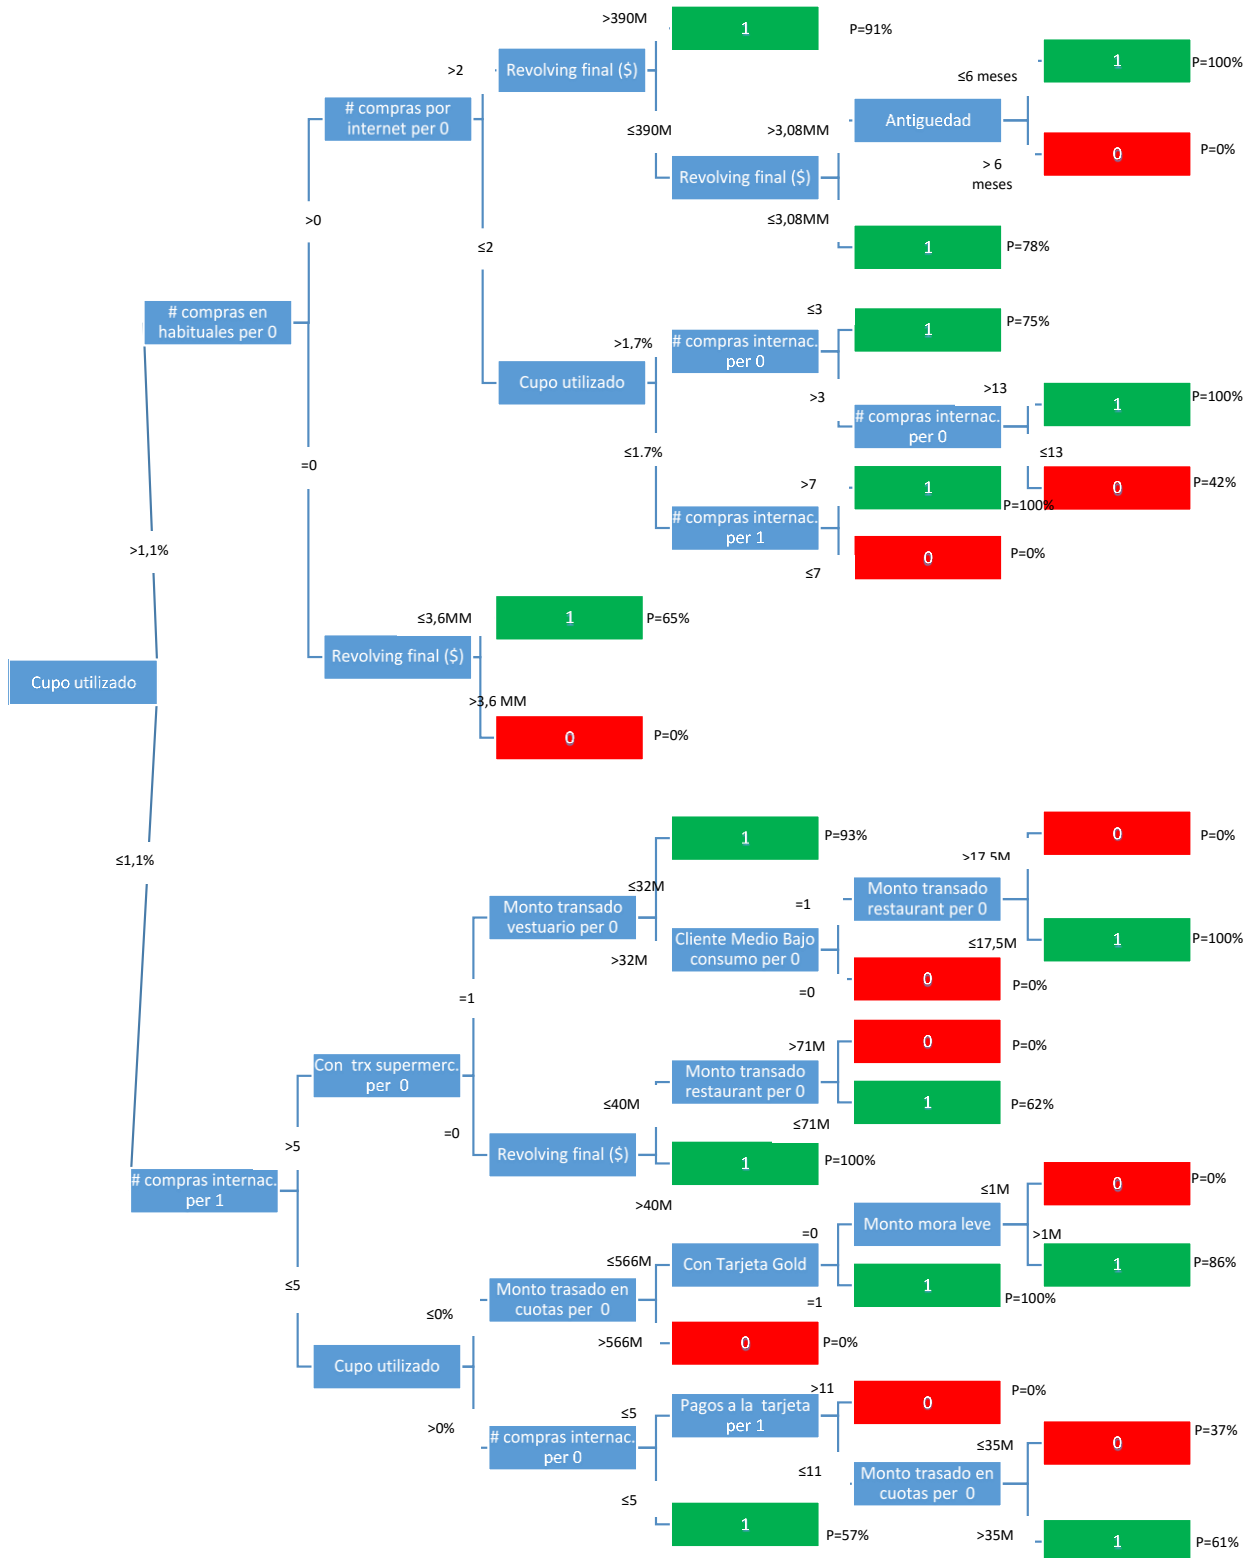 >390M
1
P=91%
>2
Revolving final ($)
1
P=100%
≤6 meses
# compras por
internet per 0
≤390M
>3,08MM
Antiguedad
0
P=0%
> 6
meses
Revolving final ($)
>0
≤3,08MM
≤2
1
P=78%
# compras en
habituales per 0
≤3
1
P=75%
>1,7%
# compras internac.
per 0
Cupo utilizado
>13
1
P=100%
>3
# compras internac.
per 0
≤1.7%
≤13
=0
>7
1
P=100%
0
P=42%
# compras internac.
per 1
>1,1%
0
P=0%
≤7
≤3,6MM
1
P=65%
Revolving final ($)
Cupo utilizado
>3,6 MM
0
P=0%
1
P=93%
0
P=0%
≤1,1%
>17,5M
≤32M
Monto transado
vestuario per 0
=1
Monto transado
restaurant per 0
>32M
Cliente Medio Bajo
consumo per 0
≤17,5M
1
P=100%
=0
0
P=0%
=1
>71M
0
P=0%
Con trx supermerc.
per 0
Monto transado
restaurant per 0
≤40M
1
P=62%
≤71M
=0
>5
Revolving final ($)
1
P=100%
# compras internac.
per 1
≤1M
0
P=0%
>40M
=0
Monto mora leve
>1M
≤566M
Con Tarjeta Gold
1
P=86%
≤5
Monto trasado en
cuotas per 0
1
P=100%
=1
≤0%
>566M
0
P=0%
Cupo utilizado
>11
0
P=0%
≤5
Pagos a la tarjeta
per 1
>0%
# compras internac.
per 0
≤35M
0
P=37%
≤11
Monto trasado en
cuotas per 0
≤5
1
P=57%
>35M
1
P=61%